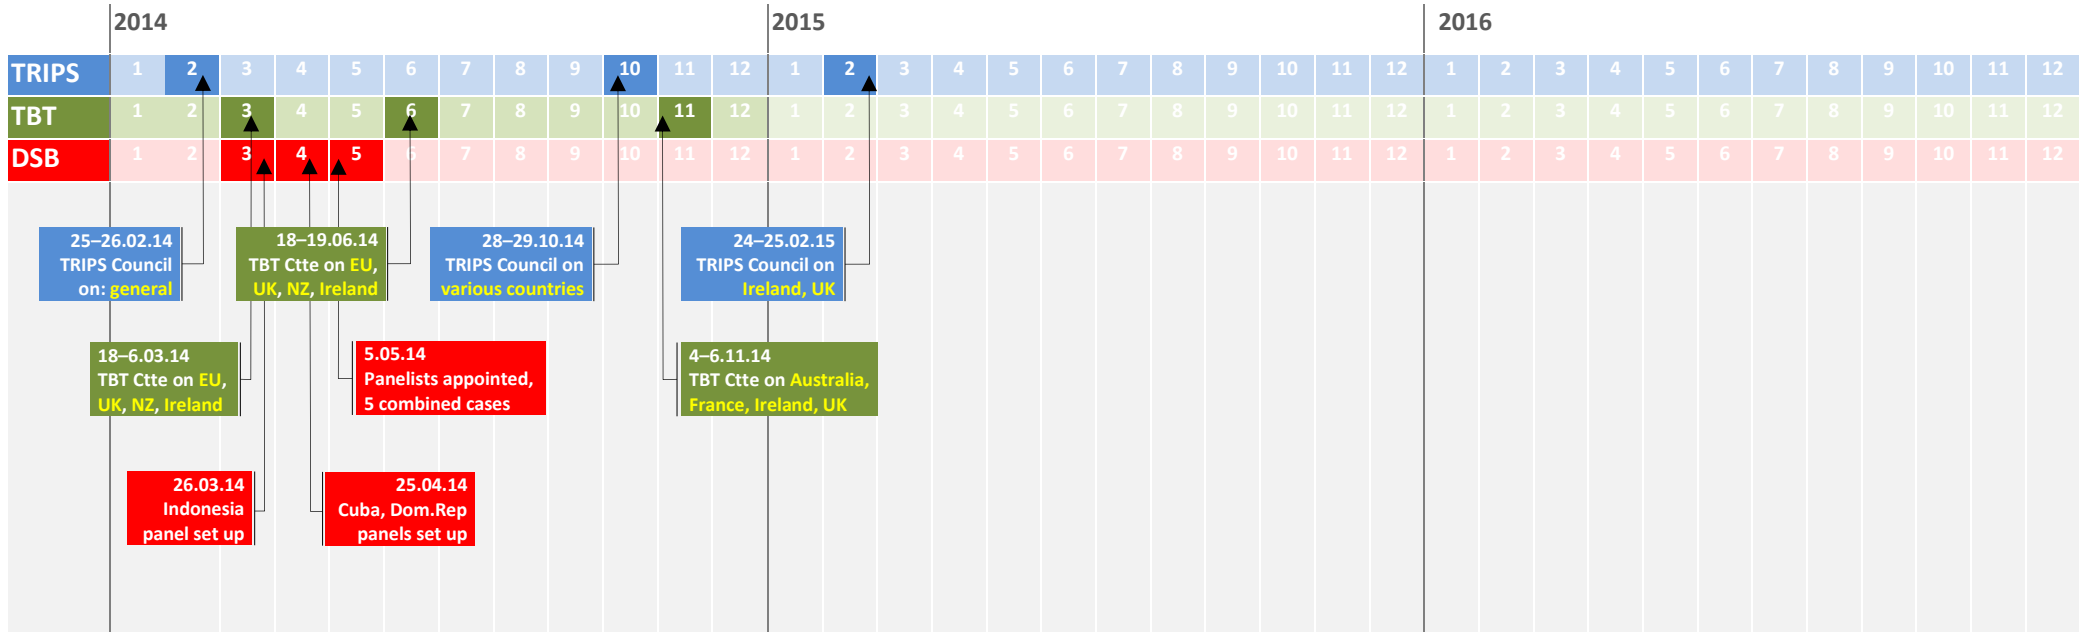 2014 2015 2016
TRIPS 1 2 3 4 5 6 7 8 9 10 11 12 1 2 3 4 5 6 7 8 9 10 11 12 1 2 3 4 5 6 7 8 9 10 11 12
TBT 1 2 3 4 5 6 7 8 9 10 11 12 1 2 3 4 5 6 7 8 9 10 11 12 1 2 3 4 5 6 7 8 9 10 11 12
DSB 1 2 3 4 5 6 7 8 9 10 11 12 1 2 3 4 5 6 7 8 9 10 11 12 1 2 3 4 5 6 7 8 9 10 11 12
25–26.02.14
TRIPS Council
on: general
18–19.06.14
TBT Ctte on EU,
UK, NZ, Ireland
28–29.10.14
TRIPS Council on
various countries
24–25.02.15
TRIPS Council on
Ireland, UK
18–6.03.14
TBT Ctte on EU,
UK, NZ, Ireland
5.05.14
Panelists appointed,
5 combined cases
4–6.11.14
TBT Ctte on Australia,
France, Ireland, UK
26.03.14
Indonesia
panel set up
25.04.14
Cuba, Dom.Rep
panels set up